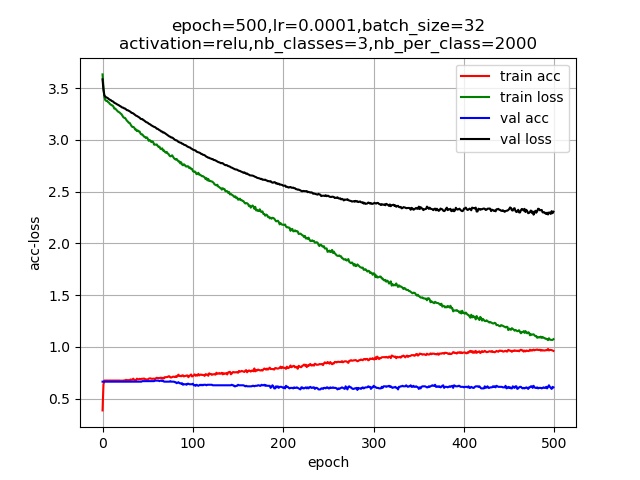 epoch=500,lr=0.0001,batch_size=32
activation=relu,nb_classes=3,nb_per_class=2000
train acc
train loss
val acc
val loss
3.5
3.0
2.5
2.0
1.5
1.0
0.5
acc-loss
0 100 200 300 400 500
epoch